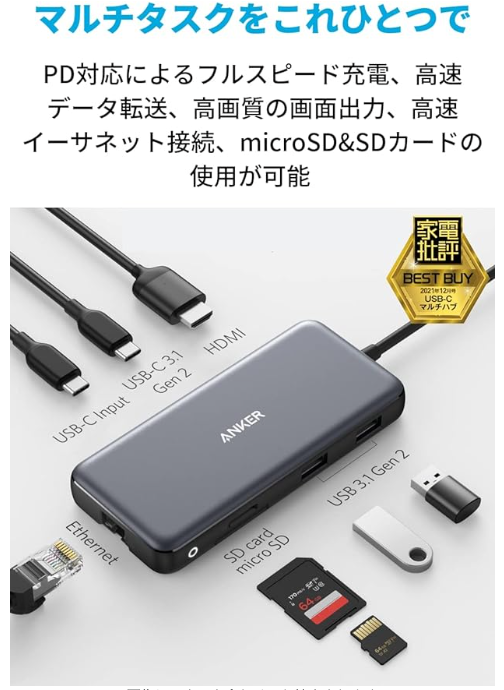 マルチタスクをこれひとつで
PD対応によるフルスピード充電、高速
データ転送、高画質の画面出力、高速
イーサネット接続、microSD&SDカードの
使用が可能
家電
批評
BEST BUY
2021年12月号
USB-C
マルチハブ
HDMI
USB-C 3.1
Gen 2
USB-C Input
ANKER
USB 3.1 Gen 2
Ethernet
SD card
micro SD
170
64
64